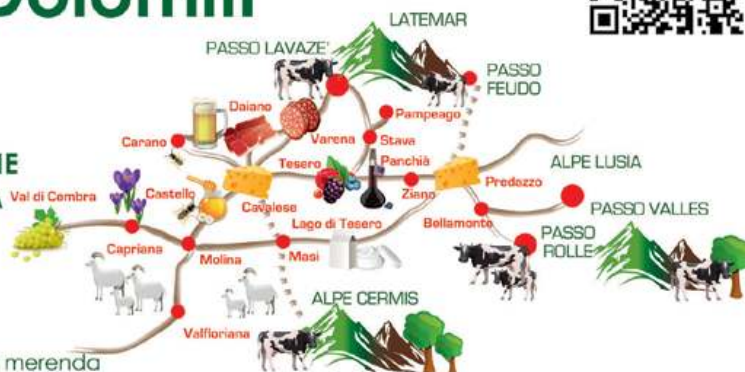 Dolomiti
LATEMAR
PASSO LAVAZE'
PASSO
FEUDO
Daiano
Pampeago
Carano
Varena
Stava
NE
Tesero
Panchià
ALPE LUSIA
Val di Cembra
Castello
Cavalese
Ziano
Predazzo
Lago di Tesero
Bellamonte
PASSO VALLES
Capriana
Molina
Masi
PASSO
ROLLE
ALPE CERMIS
Valfloriana
merenda